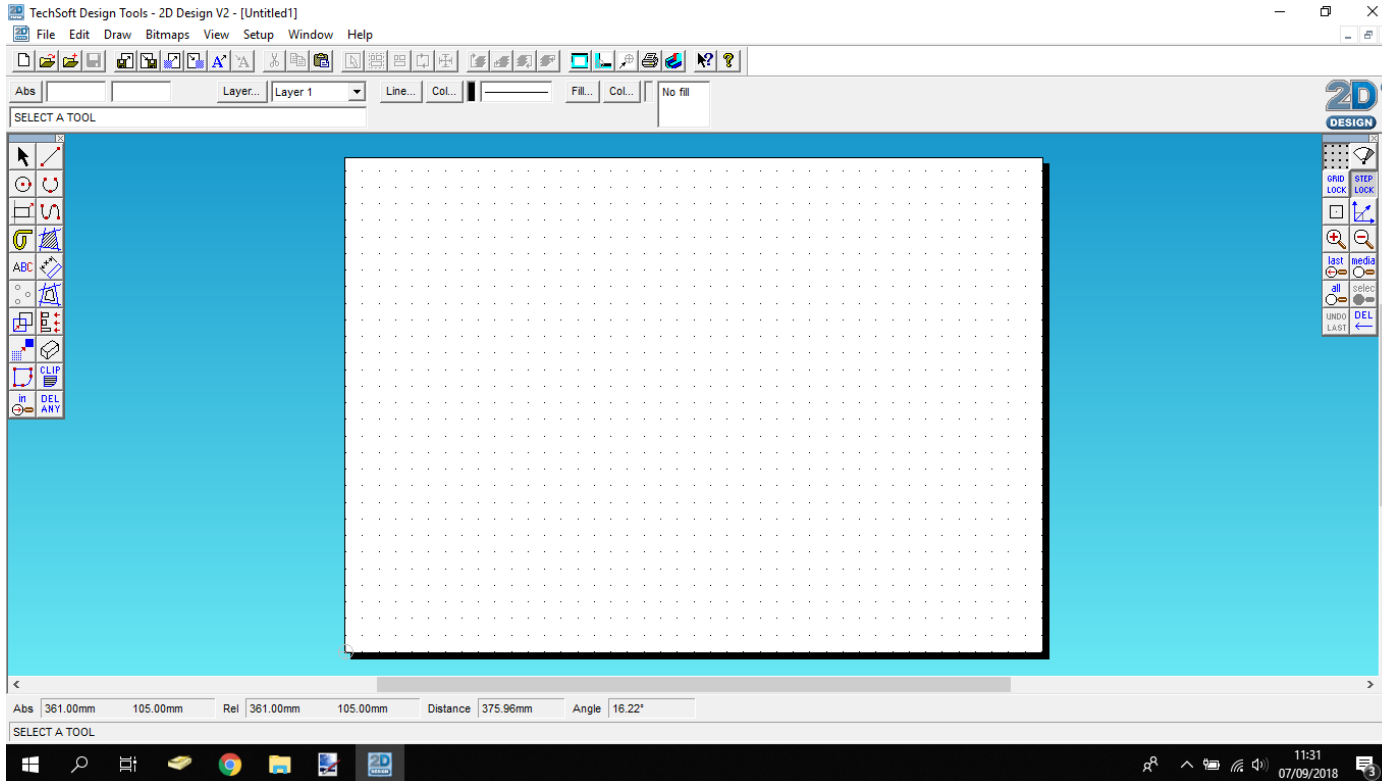 TechSoft Design Tools - 2D Design V2 - [Untitled1]
File Edit Draw Bitmaps View Setup Window Help
Abs Layer... Layer 1 Line... Col... Fill... Col... No fill
2D
DESIGN
SELECT A TOOL
GRID LOCK STEP LOCK
ABC
last media
all selec
UNDO LAST DEL
CLIP
in DEL ANY
Abs 361.00mm 105.00mm Rel 361.00mm 105.00mm Distance 375.96mm Angle 16.22°
SELECT A TOOL
2D
DESIGN
11:31
07/09/2018
3